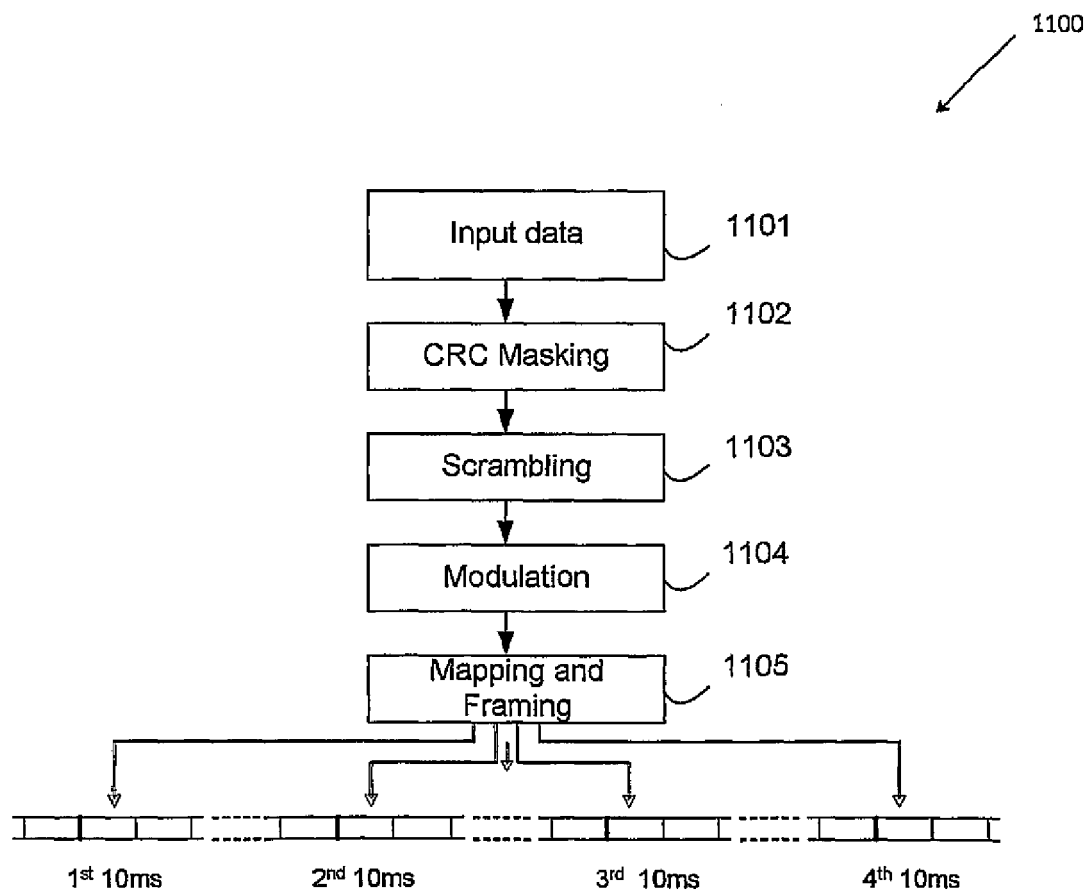 1100
Input data
1101
CRC Masking
1102
Scrambling
1103
Modulation
1104
Mapping and
Framing
1105
1st 10ms
2nd 10ms
3rd 10ms
4th 10ms